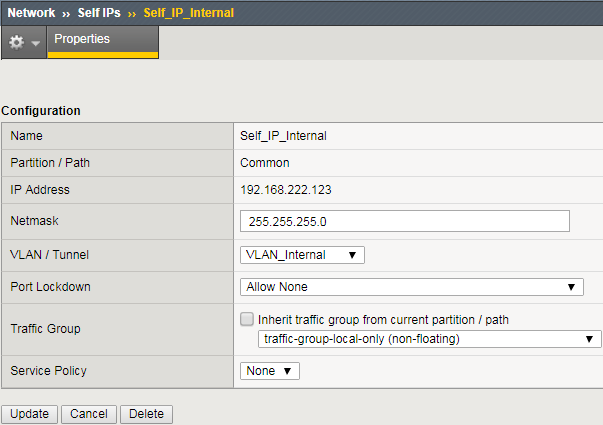 Network ›› Self IPs ›› Self_IP_Internal
Properties
Configuration
Name Self_IP_Internal
Partition / Path Common
IP Address 192.168.222.123
Netmask 255.255.255.0
VLAN / Tunnel VLAN_Internal
Port Lockdown Allow None
Traffic Group Inherit traffic group from current partition / path
traffic-group-local-only (non-floating)
Service Policy None
Update Cancel Delete